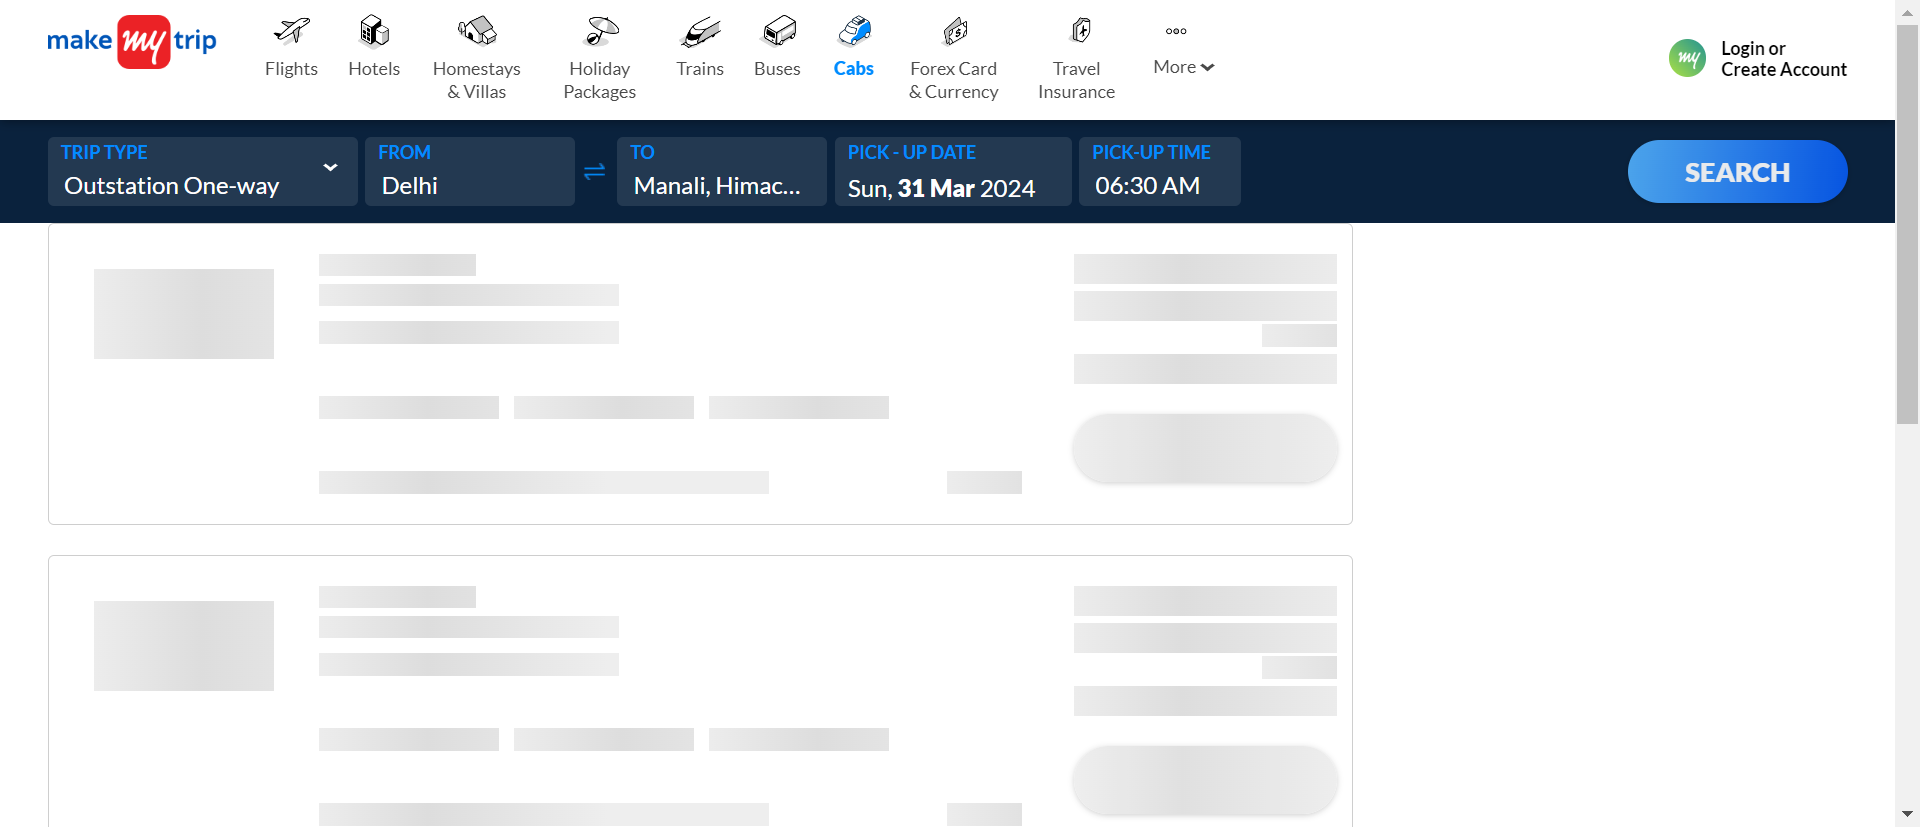 make my trip
Flights
Hotels
Homestays
& Villas
Holiday
Packages
Trains
Buses
Cabs
Forex Card
& Currency
Travel
Insurance
More
my
Login or
Create Account
TRIP TYPE
Outstation One-way
FROM
Delhi
TO
Manali, Himac...
PICK - UP DATE
Sun, 31 Mar 2024
PICK-UP TIME
06:30 AM
SEARCH